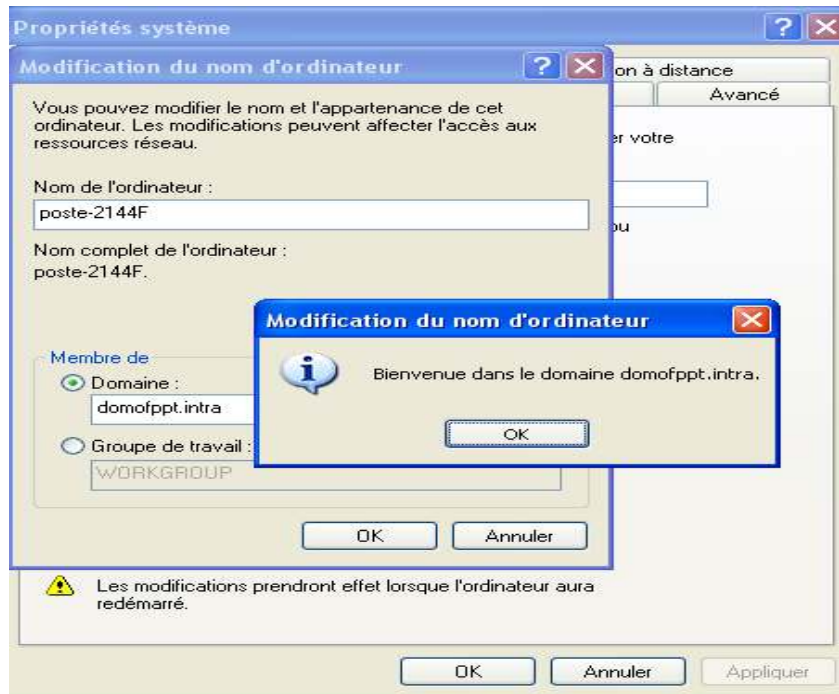 Propriétés système
Modification du nom d'ordinateur
on à distance
Avancé
Vous pouvez modifier le nom et l'appartenance de cet
ordinateur. Les modifications peuvent affecter l'accès aux
ressources réseau.
er votre
Nom de l'ordinateur :
poste-2144F
ou
Nom complet de l'ordinateur :
poste-2144F.
Modification du nom d'ordinateur
Bienvenue dans le domaine domofppt.intra.
OK
Membre de
Domaine :
domofppt.intra
Groupe de travail :
WORKGROUP
OK
Annuler
Les modifications prendront effet lorsque l'ordinateur aura
redémarré.
OK
Annuler
Appliquer